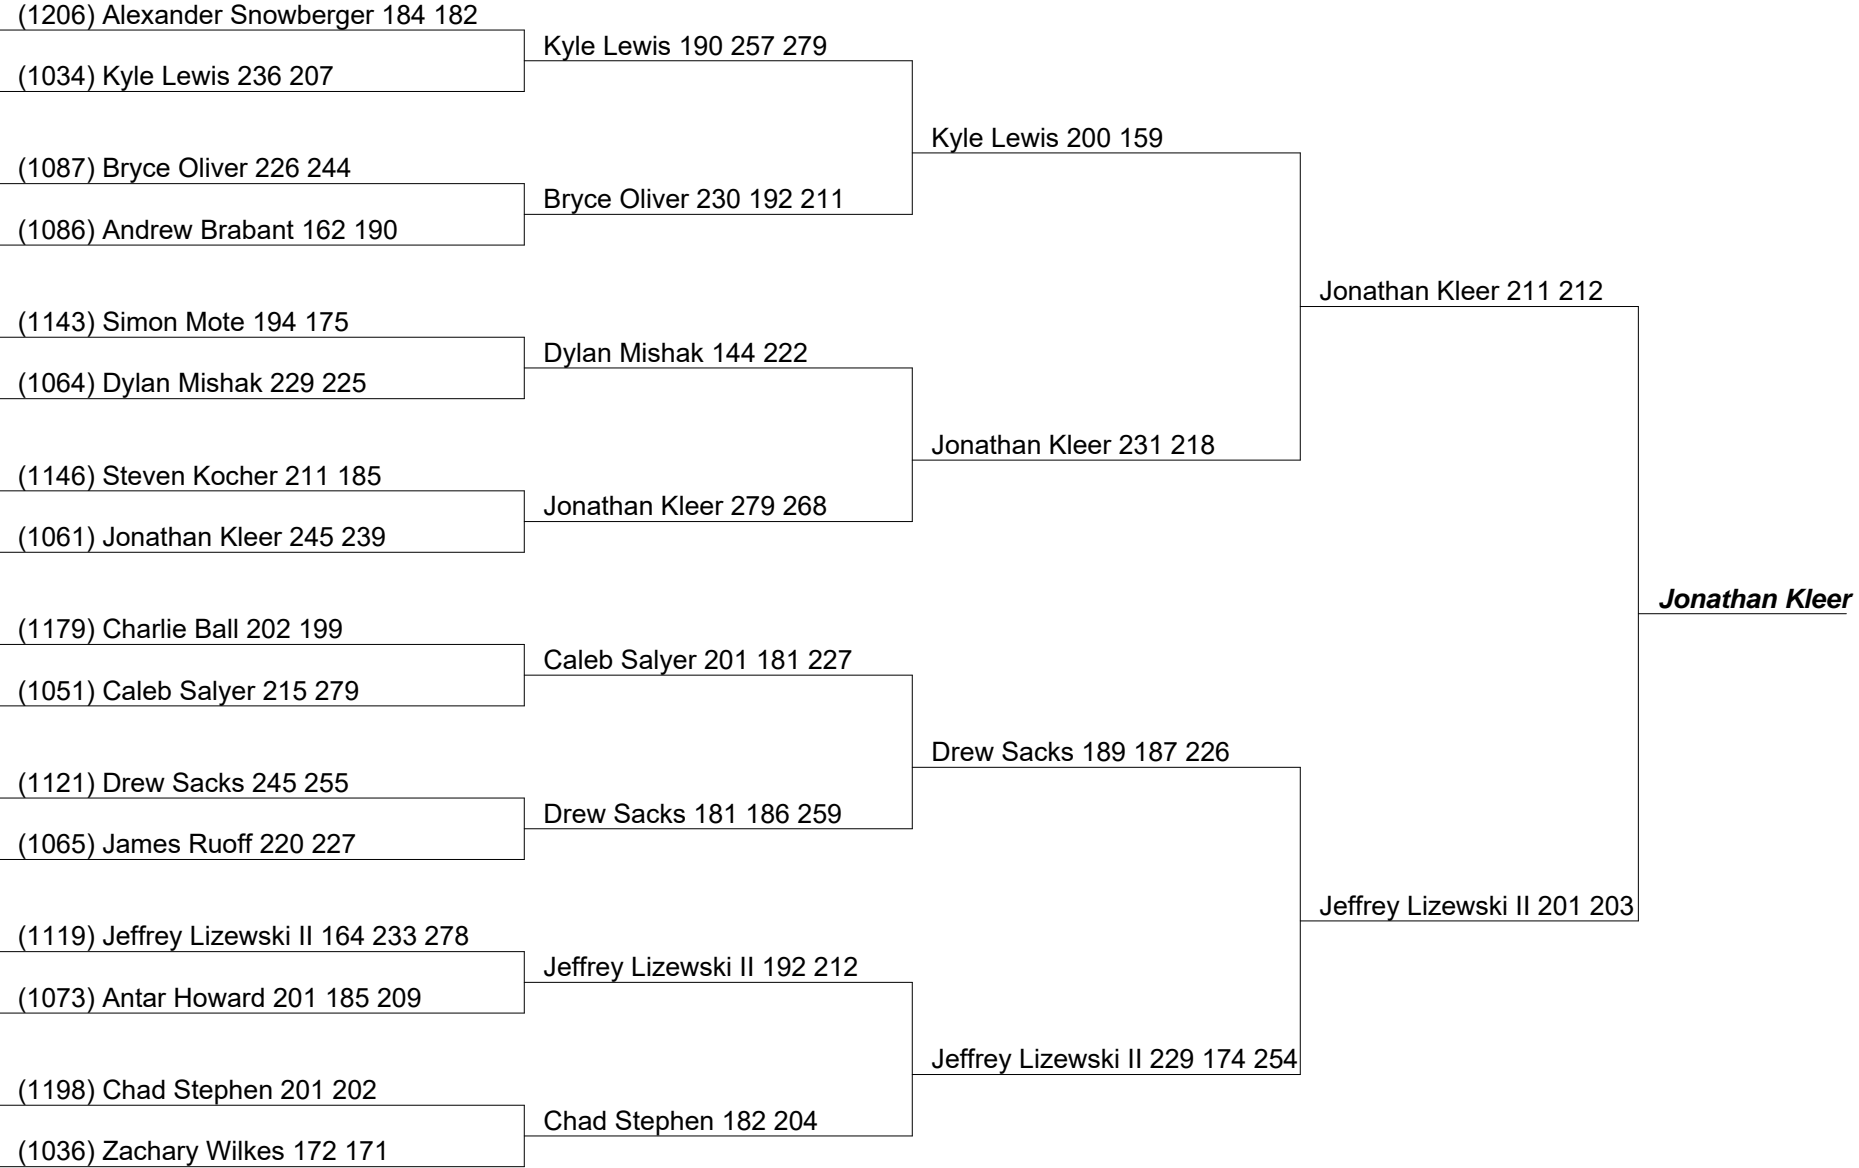 (1206) Alexander Snowberger 184 182
(1034) Kyle Lewis 236 207
(1087) Bryce Oliver 226 244
(1086) Andrew Brabant 162 190
(1143) Simon Mote 194 175
(1064) Dylan Mishak 229 225
(1146) Steven Kocher 211 185
(1061) Jonathan Kleer 245 239
(1179) Charlie Ball 202 199
(1051) Caleb Salyer 215 279
(1121) Drew Sacks 245 255
(1065) James Ruoff 220 227
(1119) Jeffrey Lizewski II 164 233 278
(1073) Antar Howard 201 185 209
(1198) Chad Stephen 201 202
(1036) Zachary Wilkes 172 171
Kyle Lewis 190 257 279
Bryce Oliver 230 192 211
Dylan Mishak 144 222
Jonathan Kleer 279 268
Caleb Salyer 201 181 227
Drew Sacks 181 186 259
Jeffrey Lizewski II 192 212
Chad Stephen 182 204
Kyle Lewis 200 159
Jonathan Kleer 231 218
Drew Sacks 189 187 226
Jeffrey Lizewski II 229 174 254
Jonathan Kleer 211 212
Jeffrey Lizewski II 201 203
Jonathan Kleer